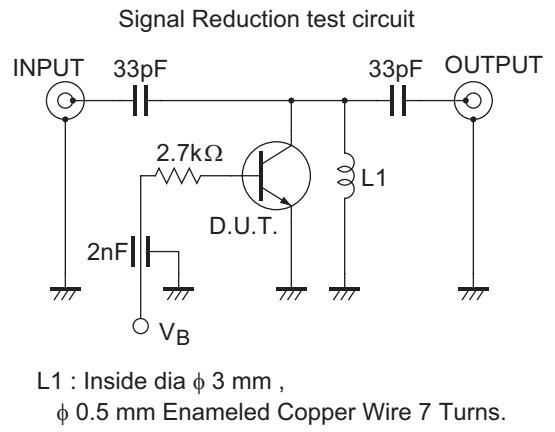 Signal Reduction test circuit
INPUT
33pF
33pF
OUTPUT
2.7kΩ
L1
D.U.T.
2nF
VB
L1 : Inside dia ϕ 3 mm ,
ϕ 0.5 mm Enameled Copper Wire 7 Turns.